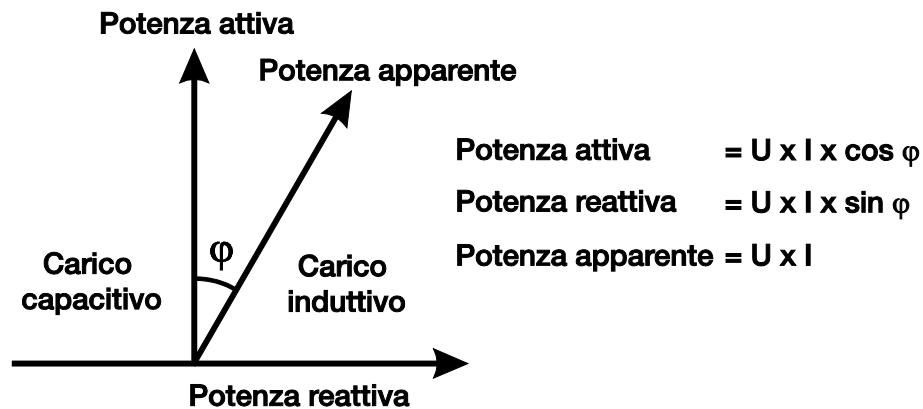 Potenza attiva
Potenza apparente
Potenza attiva = U x I x cos φ
Potenza reattiva = U x I x sin φ
Potenza apparente = U x I
φ
Carico
capacitivo
Carico
induttivo
Potenza reattiva